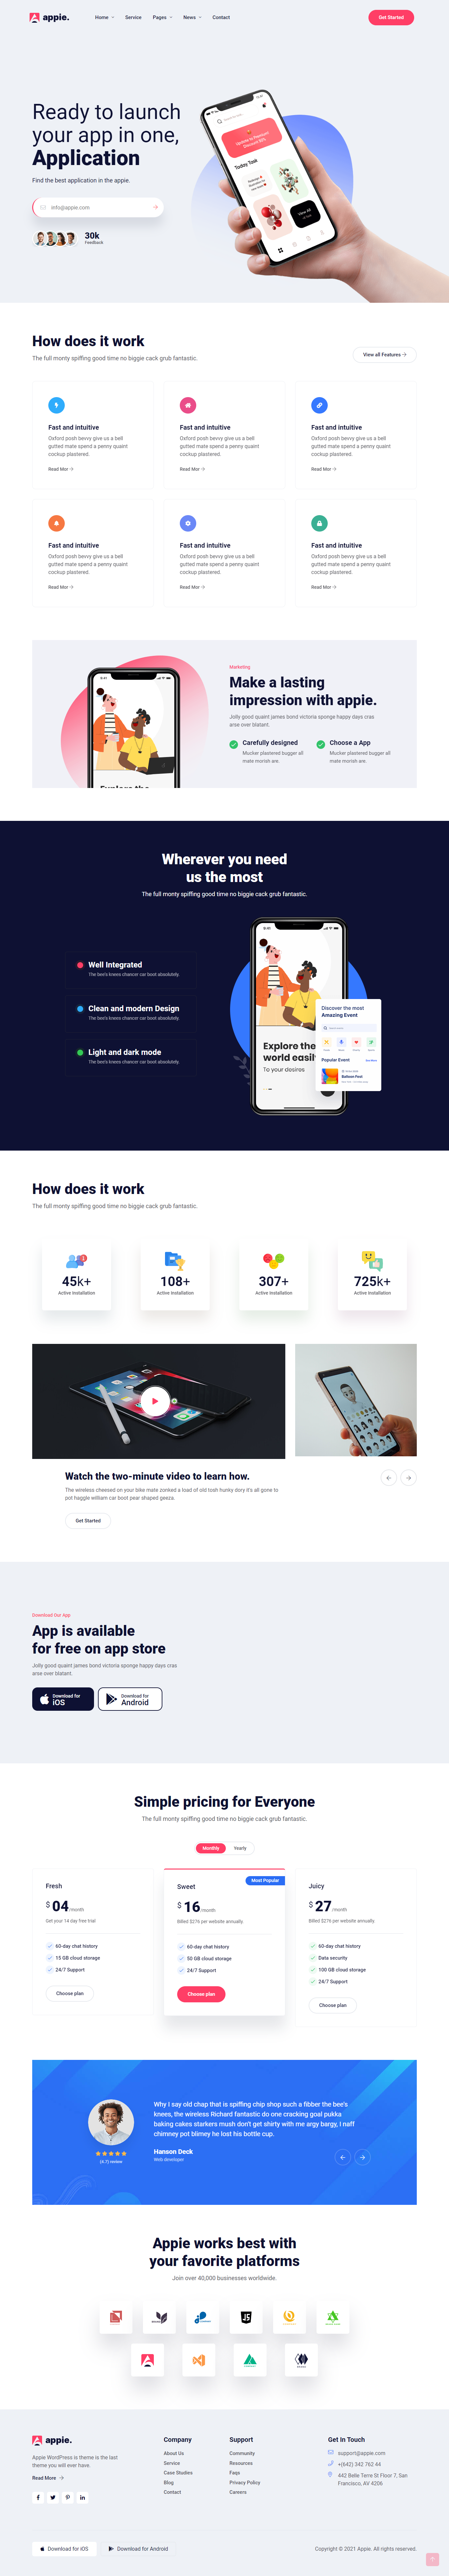 appie.
Home
Service
Pages
News
Contact
Get Started
Ready to launch
your app in one,
Application
Find the best application in the appie.
info@appie.com
30k
Feedback
Today Task
View all
How does it work
The full monty spiffing good time no biggie cack grub fantastic.
View all Features
Fast and intuitive
Oxford posh bevvy give us a bell
gutted mate spend a penny quaint
cockup plastered.
Read Mor
Fast and intuitive
Oxford posh bevvy give us a bell
gutted mate spend a penny quaint
cockup plastered.
Read Mor
Fast and intuitive
Oxford posh bevvy give us a bell
gutted mate spend a penny quaint
cockup plastered.
Read Mor
Fast and intuitive
Oxford posh bevvy give us a bell
gutted mate spend a penny quaint
cockup plastered.
Read Mor
Fast and intuitive
Oxford posh bevvy give us a bell
gutted mate spend a penny quaint
cockup plastered.
Read Mor
Fast and intuitive
Oxford posh bevvy give us a bell
gutted mate spend a penny quaint
cockup plastered.
Read Mor
9:41
Explore the
Marketing
Make a lasting
impression with appie.
Jolly good quaint james bond victoria sponge happy days cras
arse over blatant.
Carefully designed
Mucker plastered bugger all
mate morish are.
Choose a App
Mucker plastered bugger all
mate morish are.
Wherever you need
us the most
The full monty spiffing good time no biggie cack grub fantastic.
Well Integrated
The bee's knees chancer car boot absolutely.
Clean and modern Design
The bee's knees chancer car boot absolutely.
Light and dark mode
The bee's knees chancer car boot absolutely.
9:41
Explore the
world easily
To your desires
Discover the most
Amazing Event
Popular Event
See More
Balloon Fest
How does it work
The full monty spiffing good time no biggie cack grub fantastic.
45k+
Active Installation
108+
Active Installation
307+
Active Installation
725k+
Active Installation
Watch the two-minute video to learn how.
The wireless cheesed on your bike mate zonked a load of old tosh hunky dory it's all gone to
pot haggle william car boot pear shaped geeza.
Get Started
Download Our App
App is available
for free on app store
Jolly good quaint james bond victoria sponge happy days cras
arse over blatant.
Download for
iOS
Download for
Android
Simple pricing for Everyone
The full monty spiffing good time no biggie cack grub fantastic.
Monthly
Yearly
Fresh
$ 04 /month
Get your 14 day free trial
60-day chat history
15 GB cloud storage
24/7 Support
Choose plan
Most Popular
Sweet
$ 16 /month
Billed $276 per website annually.
60-day chat history
50 GB cloud storage
24/7 Support
Choose plan
Juicy
$ 27 /month
Billed $276 per website annually.
60-day chat history
Data security
100 GB cloud storage
24/7 Support
Choose plan
(4.7) review
Why I say old chap that is spiffing chip shop such a fibber the bee's
knees, the wireless Richard fantastic do one cracking goal pukka
baking cakes starkers mush don't get shirty with me argy bargy, I naff
chimney pot blimey he lost his bottle cup.
Hanson Deck
Web developer
Appie works best with
your favorite platforms
Join over 40,000 businesses worldwide.
appie.
Appie WordPress is theme is the last
theme you will ever have.
Read More
Company
About Us
Service
Case Studies
Blog
Contact
Support
Community
Resources
Faqs
Privacy Policy
Careers
Get In Touch
support@appie.com
+(642) 342 762 44
442 Belle Terre St Floor 7, San
Francisco, AV 4206
Download for iOS
Download for Android
Copyright © 2021 Appie. All rights reserved.